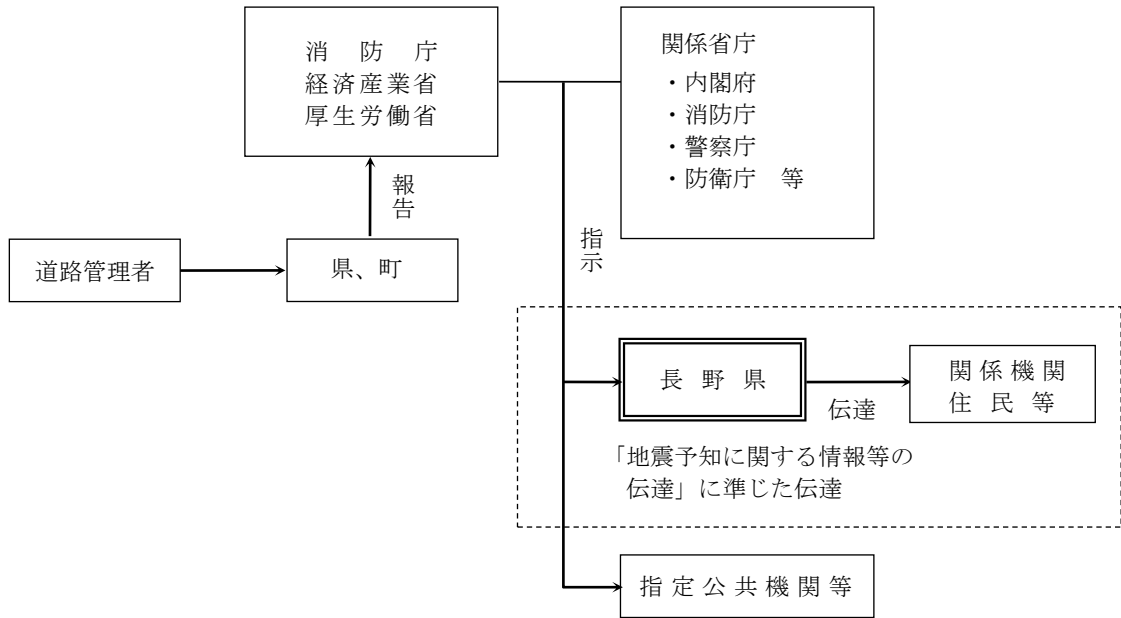 消防庁
経済産業省
厚生労働省
関係省庁
・内閣府
・消防庁
・警察庁
・防衛庁　等
報告
指示
道路管理者
県、町
長野県
伝達
関係機関
住民等
「地震予知に関する情報等の
伝達」に準じた伝達
指定公共機関等